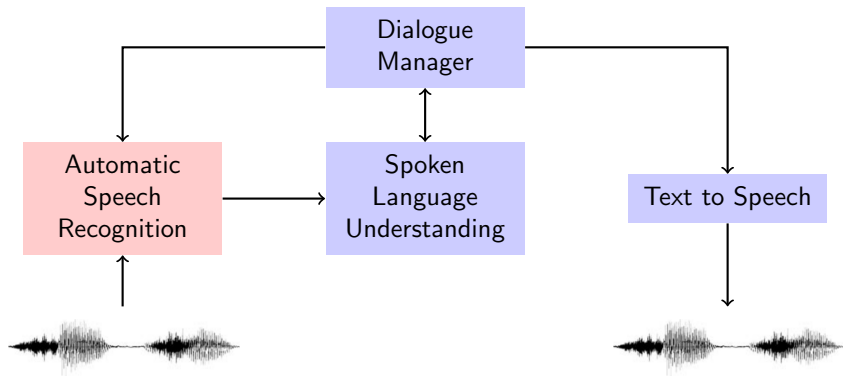 Dialogue
Manager
Automatic
Speech
Recognition
Spoken
Language
Understanding
Text to Speech